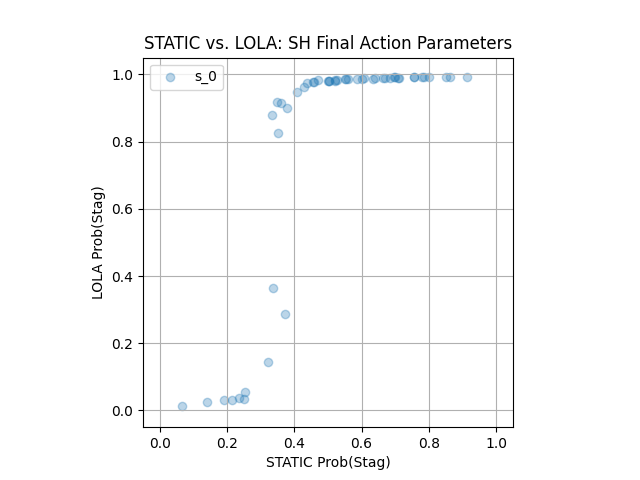 STATIC vs. LOLA: SH Final Action Parameters
s_0
1.0
0.8
0.6
0.4
0.2
0.0
LOLA Prob(Stag)
0.0 0.2 0.4 0.6 0.8 1.0
STATIC Prob(Stag)